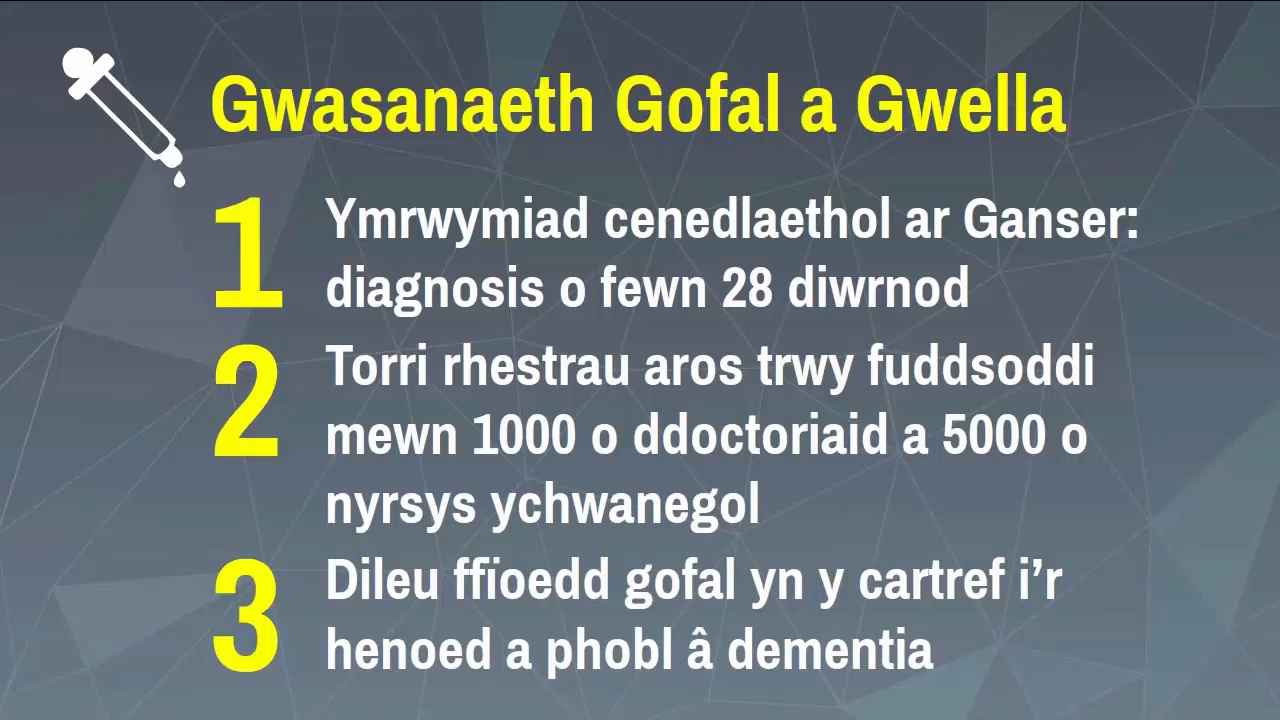 Gwasanaeth Gofal a Gwella
1 Ymrwymiad cenedlaethol ar Ganser:
diagnosis o fewn 28 diwrnod
2 Torri rhestrau aros trwy fuddsoddi
mewn 1000 o ddoctoriaid a 5000 o
nyrsys ychwanegol
3 Dileu ffïoedd gofal yn y cartref i’r
henoed a phobl â dementia